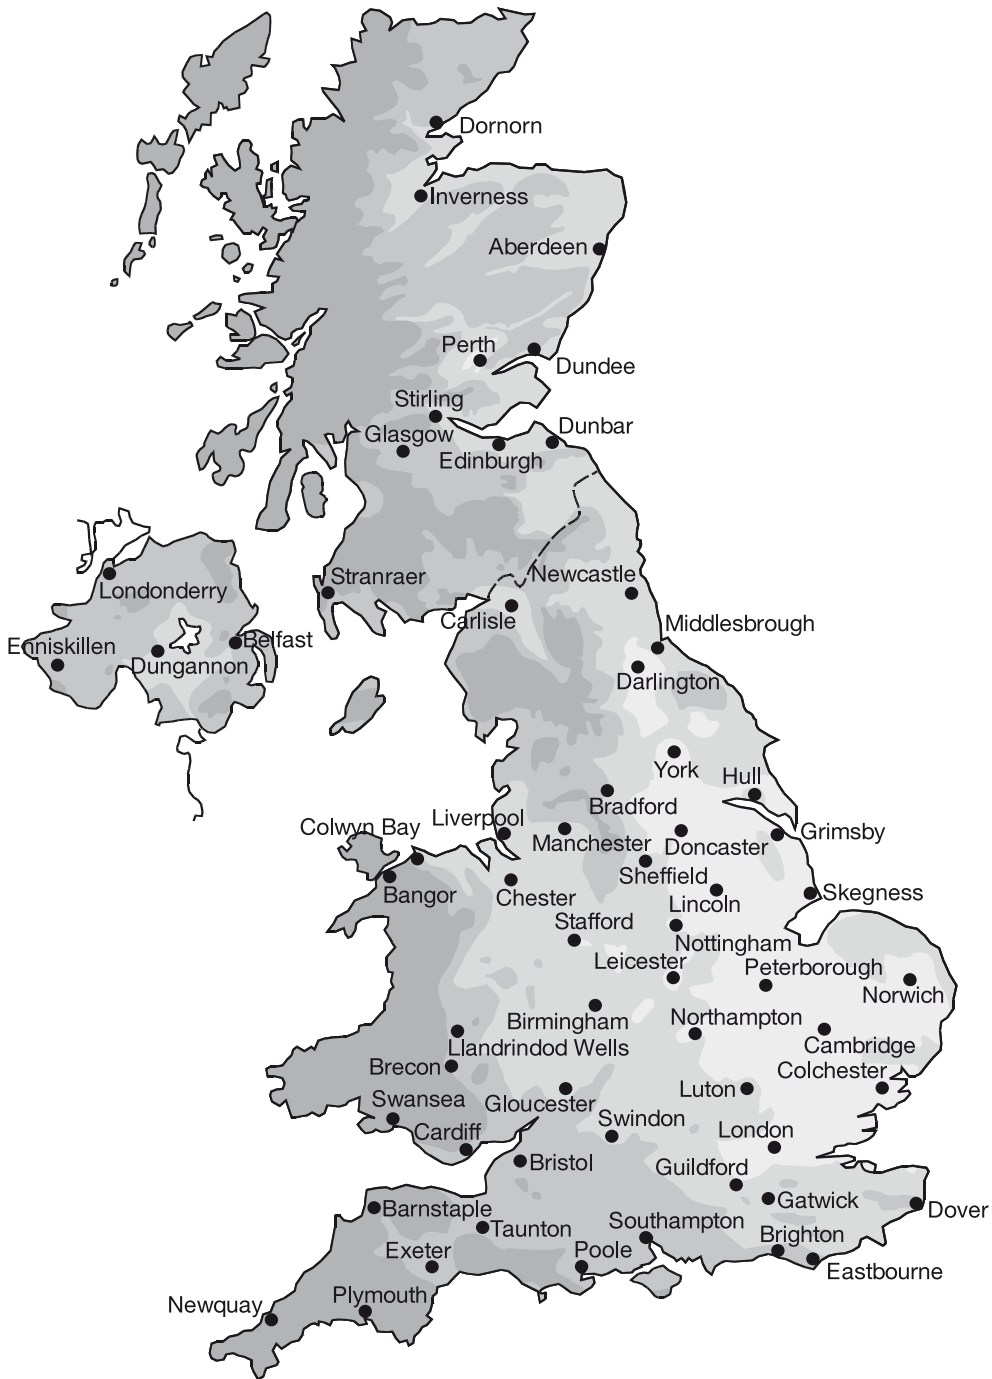 Dornorn
Inverness
Aberdeen
Perth
Dundee
Stirling
Glasgow
Dunbar
Edinburgh
Stranraer
Newcastle
Londonderry
Carlisle
Middlesbrough
Enniskillen
Belfast
Dungannon
Darlington
York
Hull
Bradford
Liverpool
Colwyn Bay
Manchester
Doncaster
Grimsby
Sheffield
Bangor
Chester
Lincoln
Skegness
Stafford
Nottingham
Leicester
Peterborough
Norwich
Birmingham
Northampton
Cambridge
Llandrindod Wells
Brecon
Colchester
Luton
Swansea
Gloucester
Swindon
Cardiff
London
Bristol
Guildford
Gatwick
Dover
Barnstaple
Taunton
Southampton
Brighton
Exeter
Poole
Eastbourne
Newquay
Plymouth